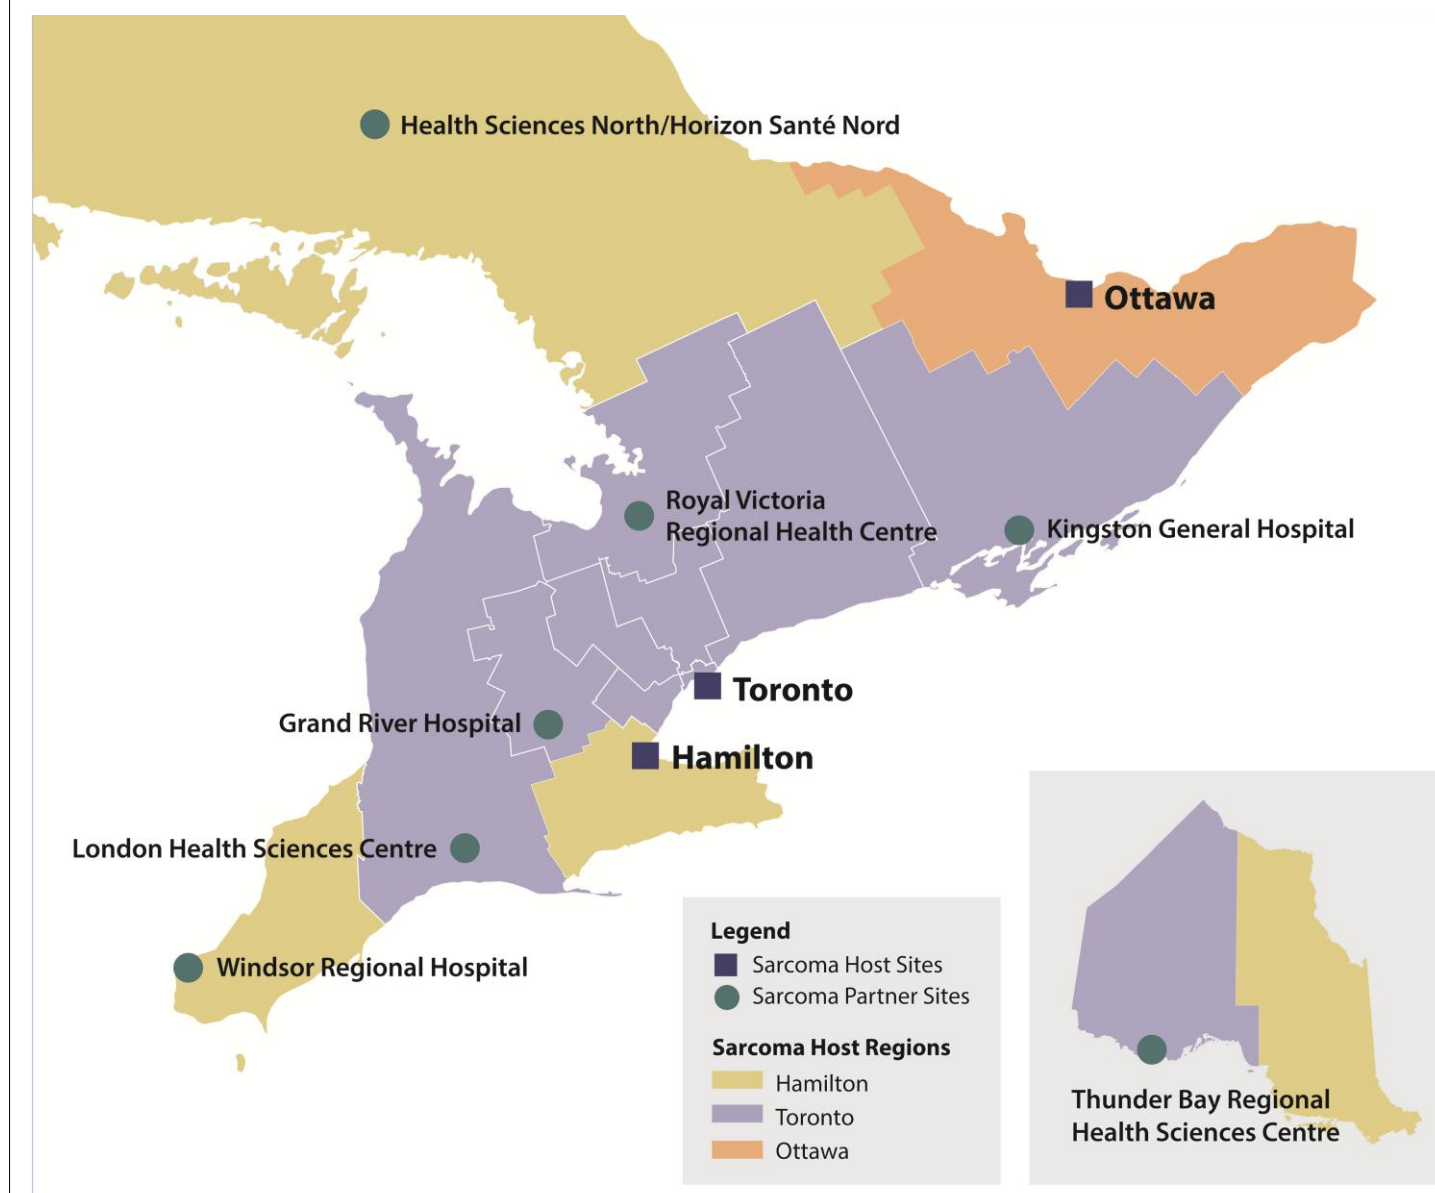 Health Sciences North/Horizon Santé Nord
Ottawa
Royal Victoria
Regional Health Centre
Kingston General Hospital
Toronto
Grand River Hospital
Hamilton
London Health Sciences Centre
Windsor Regional Hospital
Legend
Sarcoma Host Sites
Sarcoma Partner Sites
Sarcoma Host Regions
Hamilton
Toronto
Ottawa
Thunder Bay Regional
Health Sciences Centre